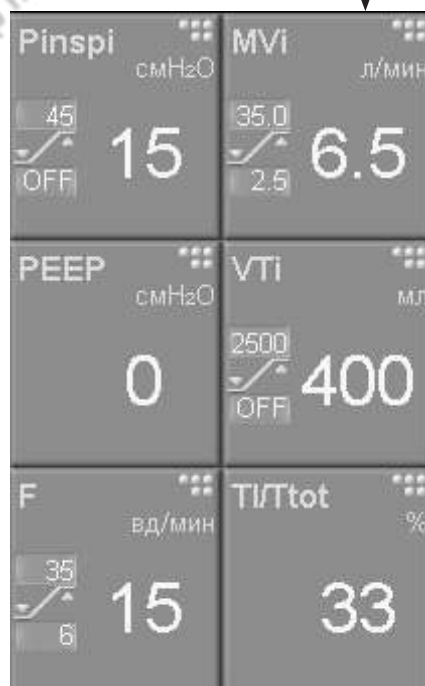 Pinspi
смH2O
45
OFF
15
MVi
л/мин
35.0
2.5
6.5
PEEP
смH2O
0
VTi
мл
2500
OFF
400
F
вд/мин
35
6
15
TI/Ttot
%
33